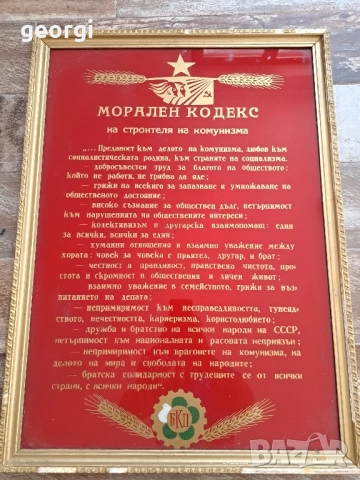 georgi
МОРАЛЕН КОДЕКС
на строителя на комунизма
„... Преданост към делото на комунизма, любов към
социалистическата родина, към страните на социализма.
добросъвестен труд за благото на обществото:
който не работи, не трябва да яде;
— грижи на всекиго за запазване и умножаване на
общественото достояние;
— високо съзнание за обществен дълг, нетърпимост
към нарушенията на обществените интереси;
— колективизъм и другарска взаимопомощ: един
за всички, всички за един;
— хуманни отношения и взаимно уважение между
хората: човек за човека е приятел, другар, и брат;
— честност и правдивост, нравствена чистота, про
стота и скромност в обществения и личен живот;
взаимно уважение в семейството, грижи за въз
питанието на децата;
— непримиримост към несправедливостта, тунеяд
ството, нечестността, кариеризма, користолюбието;
— дружба и братство на всички народи на СССР,
нетърпимост към националната и расовата неприязън;
— непримиримост към враговете на комунизма, на
делото на мира и свободата на народите;
— братска солидарност с трудещите се от всички
страни, с всички народи“.
БКП
BAZAR